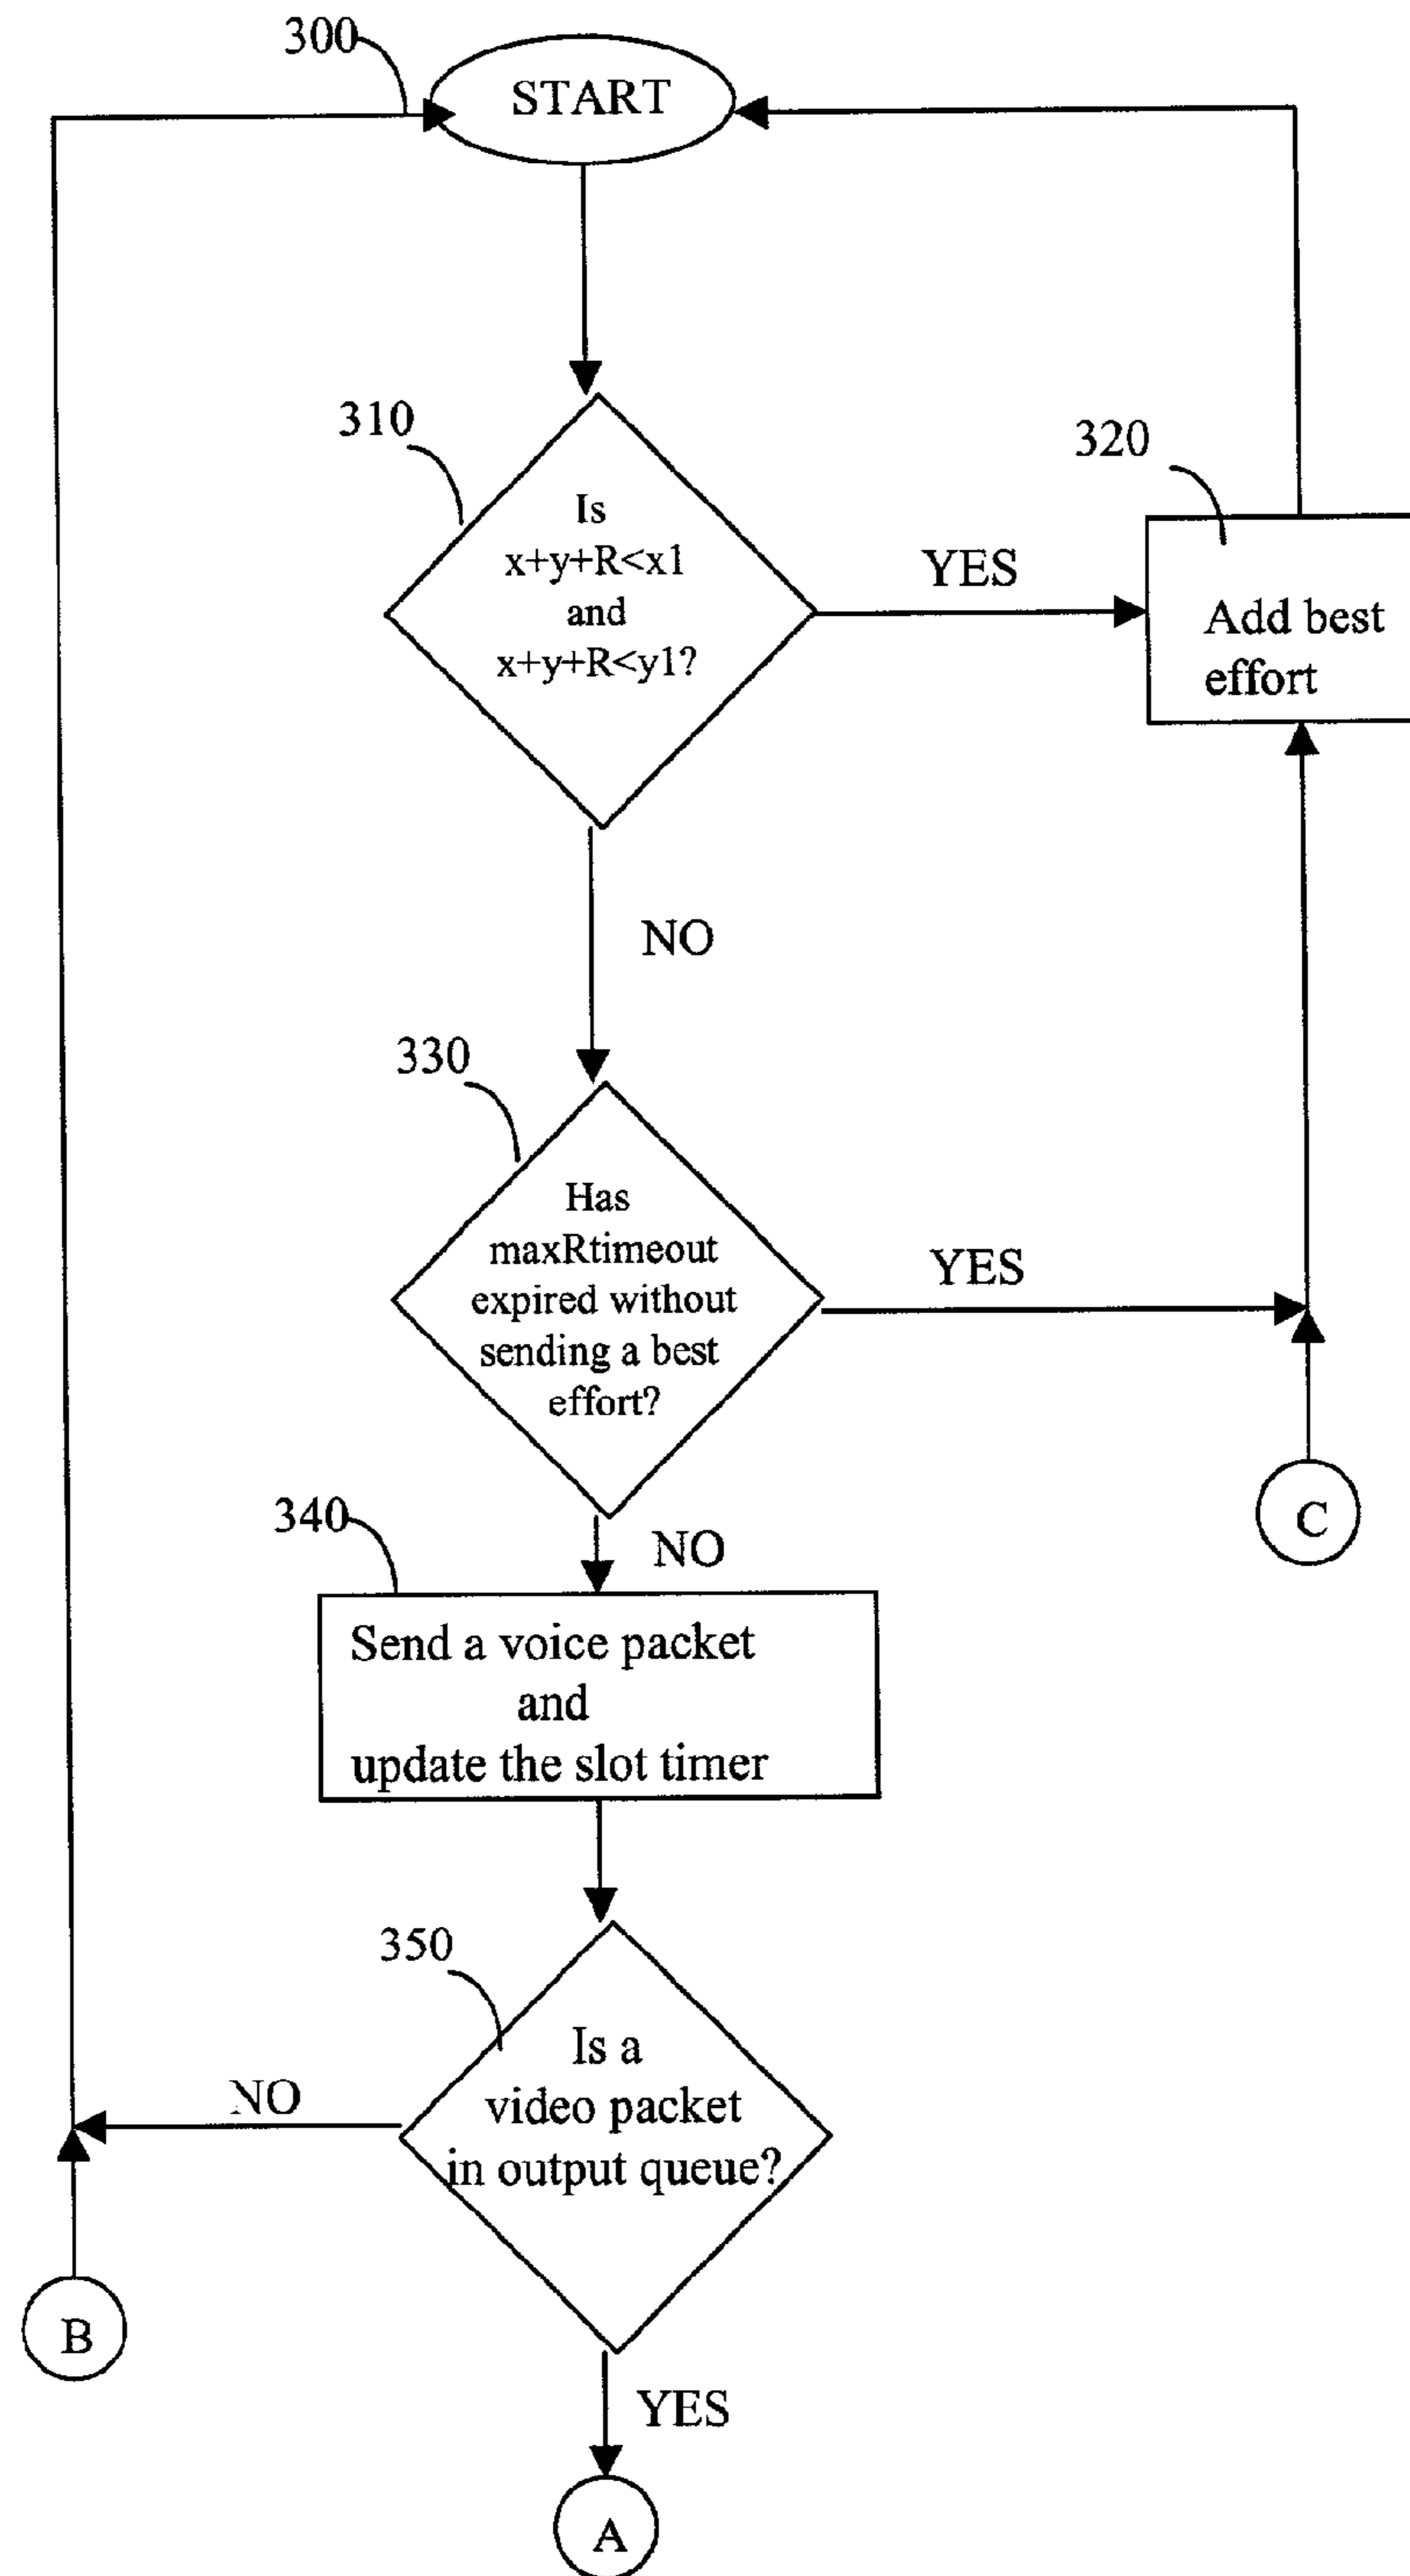 300
START
310
Is
x+y+R<x1
and
x+y+R<y1?
YES
320
Add best
effort
NO
330
Has
maxRtimeout
expired without
sending a best
effort?
YES
C
340
NO
Send a voice packet
and
update the slot timer
350
Is a
video packet
in output queue?
NO
B
YES
A